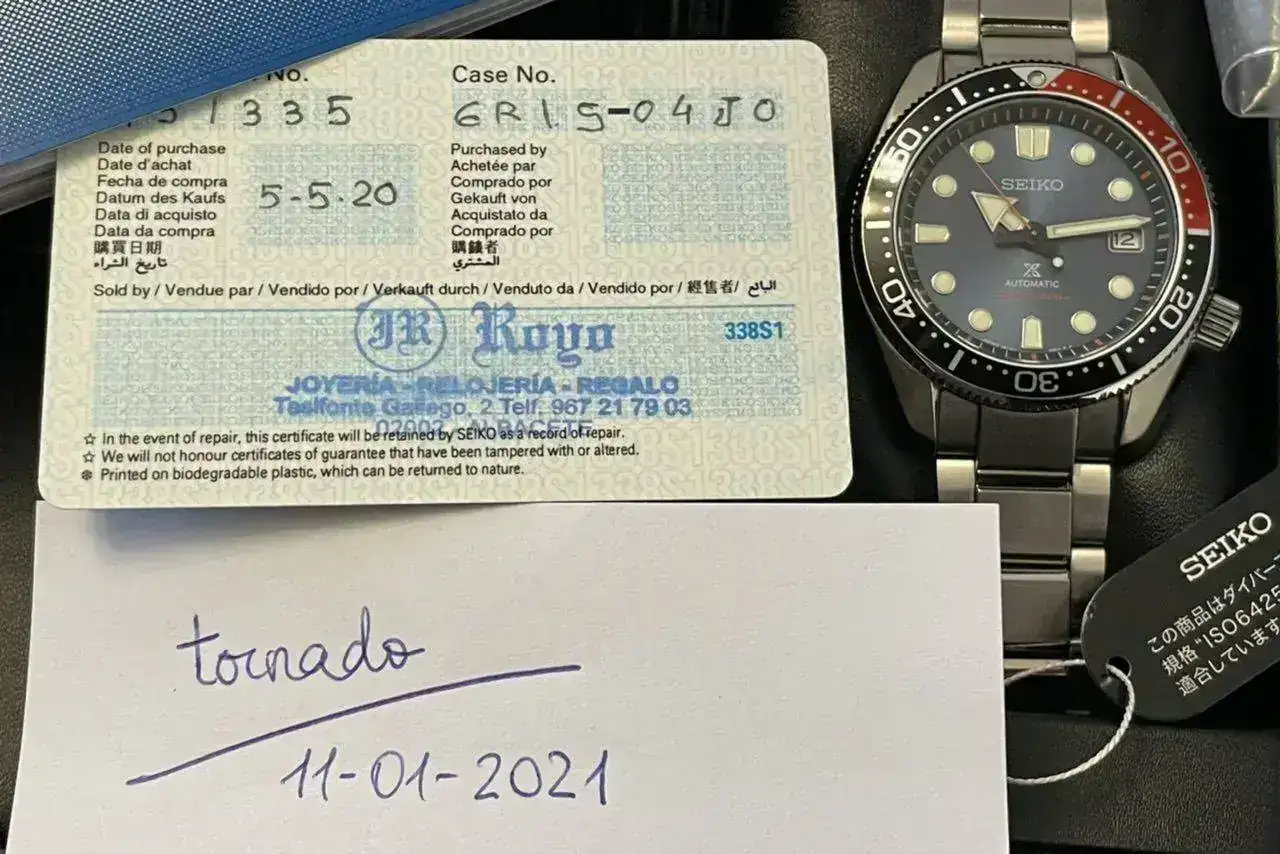 No.
Case No.
51335
6R15-04J0
Date of purchase
Date d'achat
Fecha de compra
Datum des Kaufs
Data di acquisto
Data da compra
購買日期
تاريخ الشراء
5-5.20
Purchased by
Achetée par
Comprado por
Gekauft von
Acquistato da
Comprado por
المشتري
Sold by / Vendue par / Vendido por / Verkauft durch / Venduto da / Vendido por / 經售者/ البائع
JR Royo
338S1
JOYERÍA-RELOJERÍA-REGALO
Gallego, 2 Telf. 967 21 79 03
ALBACETE
☆ In the event of repair, this certificate will be retained by SEIKO as a record of repair.
☆ We will not honour certificates of guarantee that have been tampered with or altered.
❄ Printed on biodegradable plastic, which can be returned to nature.
tornado
11-01-2021
10
20
30
40
50
SEIKO
12
AUTOMATIC
SEIKO
この商品はダイバーズ
規格"ISO6425
適合しています